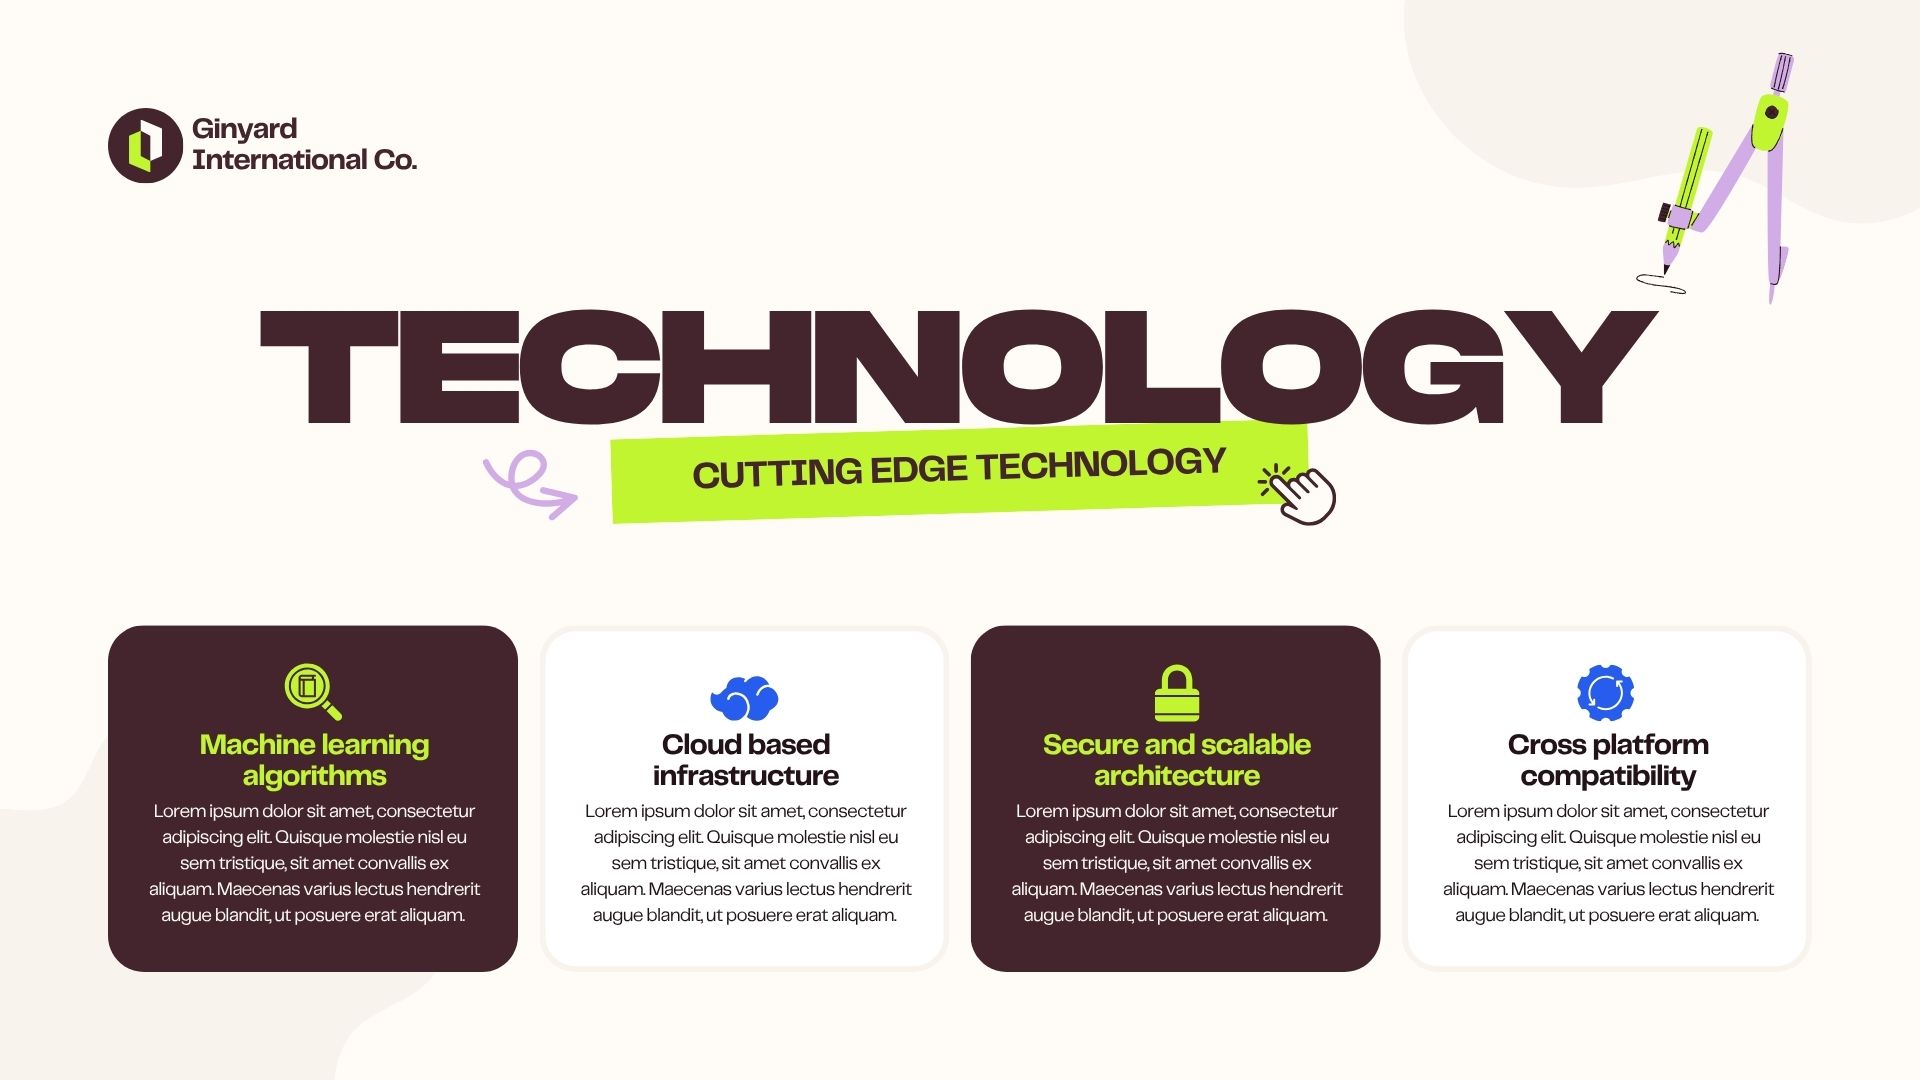 Ginyard
International Co.
TECHNOLOGY
CUTTING EDGE TECHNOLOGY
Machine learning
algorithms
Lorem ipsum dolor sit amet, consectetur
adipiscing elit. Quisque molestie nisl eu
sem tristique, sit amet convallis ex
aliquam. Maecenas varius lectus hendrerit
augue blandit, ut posuere erat aliquam.
Cloud based
infrastructure
Lorem ipsum dolor sit amet, consectetur
adipiscing elit. Quisque molestie nisl eu
sem tristique, sit amet convallis ex
aliquam. Maecenas varius lectus hendrerit
augue blandit, ut posuere erat aliquam.
Secure and scalable
architecture
Lorem ipsum dolor sit amet, consectetur
adipiscing elit. Quisque molestie nisl eu
sem tristique, sit amet convallis ex
aliquam. Maecenas varius lectus hendrerit
augue blandit, ut posuere erat aliquam.
Cross platform
compatibility
Lorem ipsum dolor sit amet, consectetur
adipiscing elit. Quisque molestie nisl eu
sem tristique, sit amet convallis ex
aliquam. Maecenas varius lectus hendrerit
augue blandit, ut posuere erat aliquam.